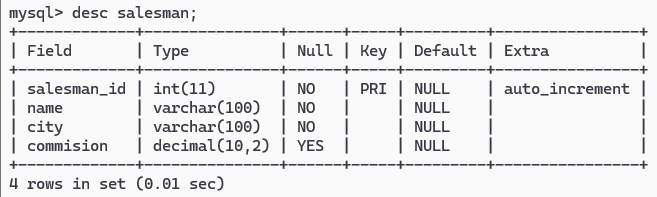 mysql> desc salesman;
+-------------+---------------+------+-----+---------+----------------+
| Field       | Type          | Null | Key | Default | Extra          |
+-------------+---------------+------+-----+---------+----------------+
| salesman_id | int(11)       | NO   | PRI | NULL    | auto_increment |
| name        | varchar(100)  | NO   |     | NULL    |                |
| city        | varchar(100)  | NO   |     | NULL    |                |
| commision   | decimal(10,2) | YES  |     | NULL    |                |
+-------------+---------------+------+-----+---------+----------------+
4 rows in set (0.01 sec)